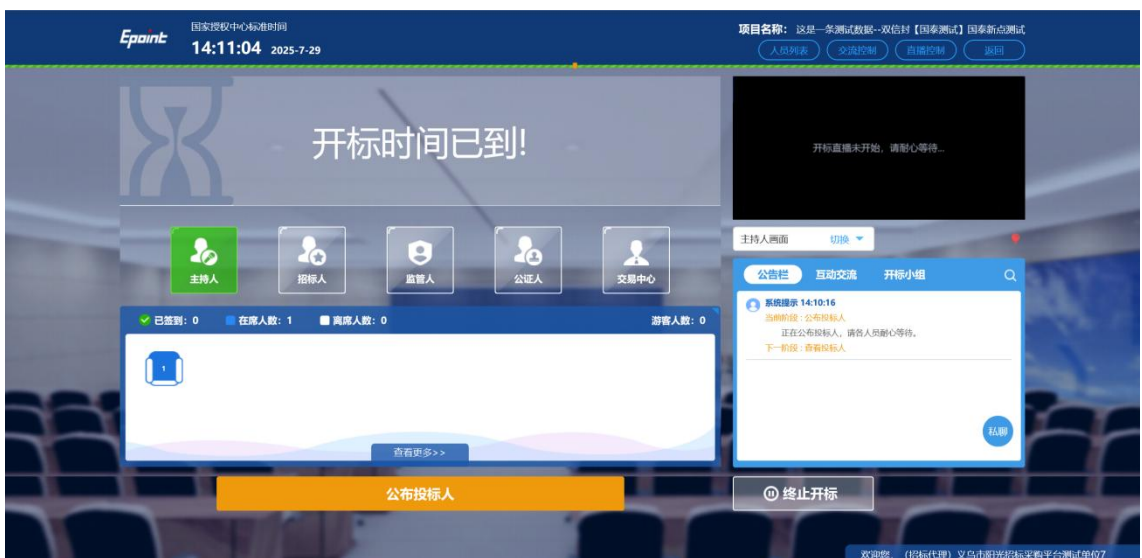 Epoint
国家授权中心标准时间
14:11:04 2025-7-29
项目名称： 这是一条测试数据--双信封【国泰测试】国泰新点测试
人员列表 交流控制 直播控制 返回
开标时间已到!
开标直播未开始，请耐心等待...
主持人 招标人 监管人 公证人 交易中心
主持人画面 切换
公告栏 互动交流 开标小组
已签到: 0 在席人数: 1 离席人数: 0 游客人数: 0
系统提示 14:10:16
当前阶段 : 公布投标人
正在公布投标人，请各人员耐心等待。
下一阶段 : 查看投标人
1
私聊
查看更多>>
公布投标人
终止开标
欢迎您，（招标代理）义乌市阳光招标采购平台测试单位7